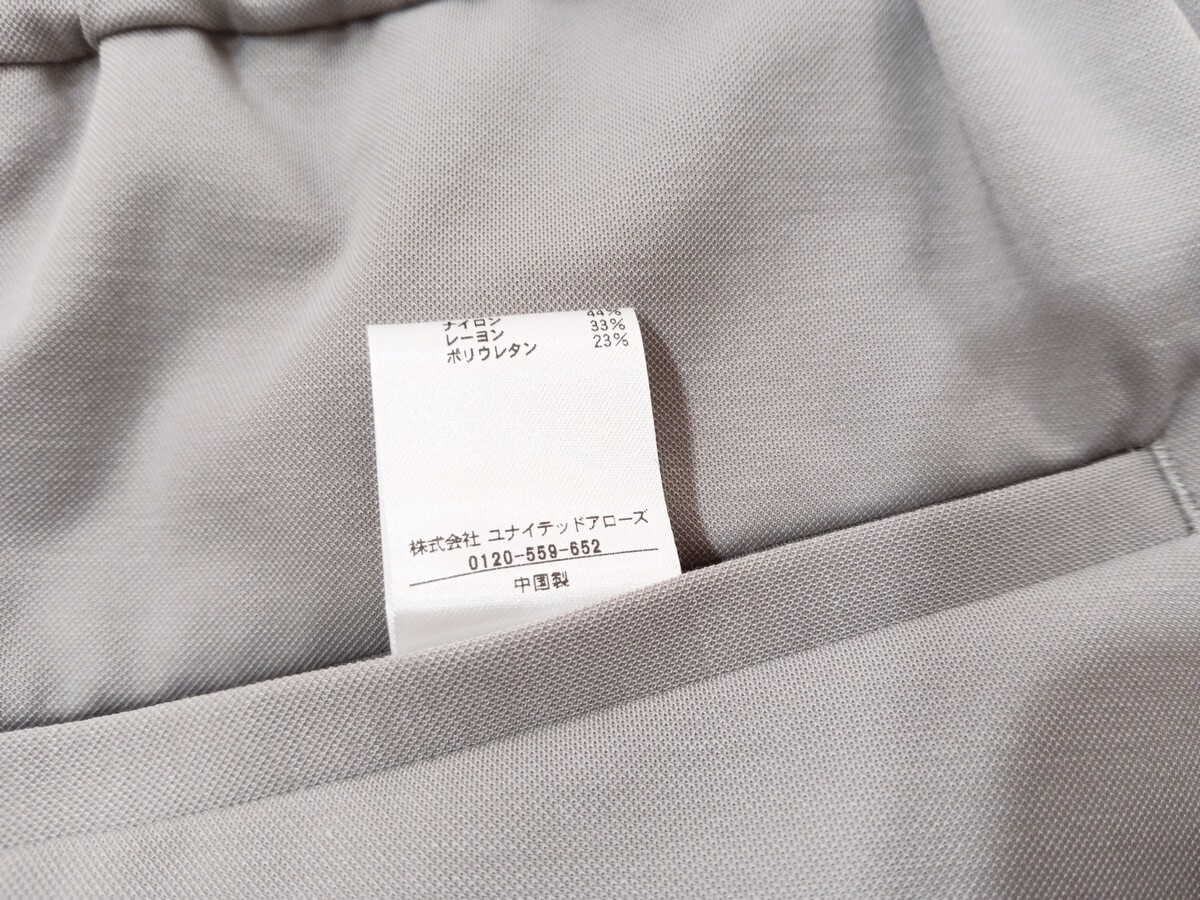 ナイロン 44%
レーヨン 33%
ポリウレタン 23%
株式会社 ユナイテッドアローズ
0120-559-652
中国製